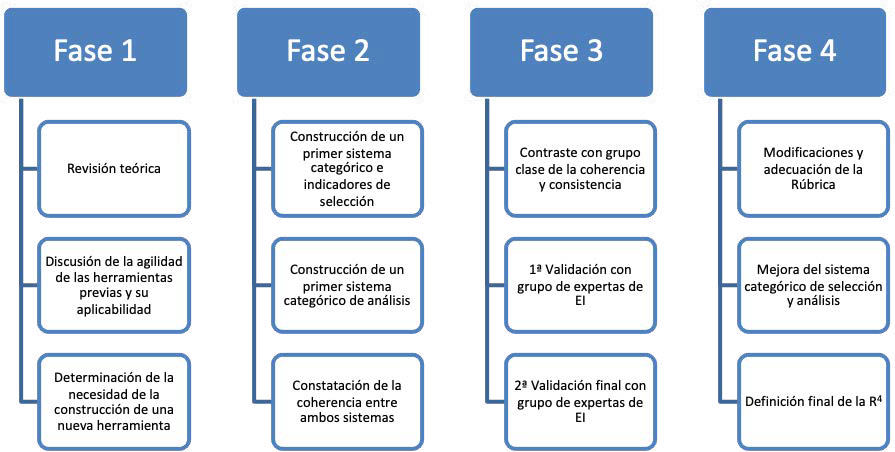 Fase 1
Revisión teórica
Discusión de la agilidad
de las herramientas
previas y su
aplicabilidad
Determinación de la
necesidad de la
construcción de una
nueva herramienta
Fase 2
Construcción de un
primer sistema
categórico e
indicadores de
selección
Construcción de un
primer sistema
categórico de análisis
Constatación de la
coherencia entre
ambos sistemas
Fase 3
Contraste con grupo
clase de la coherencia
y consistencia
1ª Validación con
grupo de expertas de
EI
2ª Validación final con
grupo de expertas de
EI
Fase 4
Modificaciones y
adecuación de la
Rúbrica
Mejora del sistema
categórico de selección
y análisis
Definición final de la R⁴